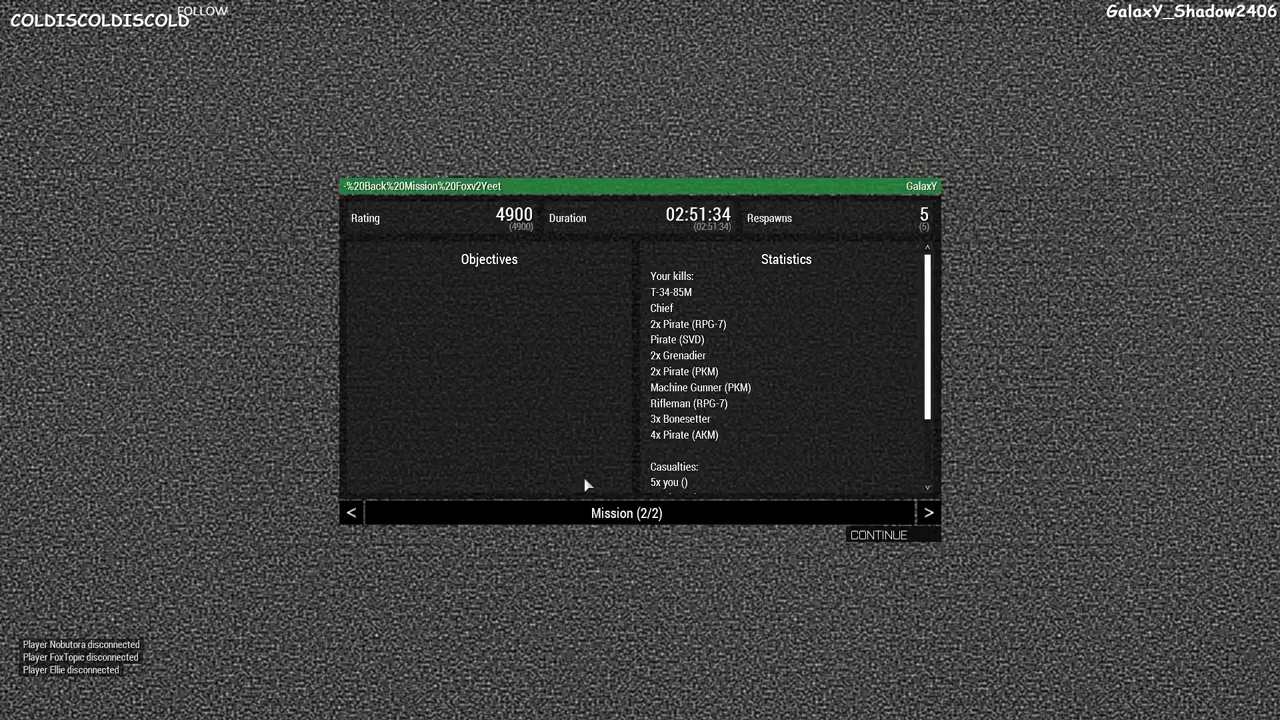 FOLLOW
COLDISCOLDISCOLD
GalaxY_Shadow2406
-%20Back%20Mission%20Foxv2Yeet GalaxY
Rating 4900 (4900) Duration 02:51:34 (02:51:34) Respawns 5 (5)
Objectives
Statistics
Your kills:
T-34-85M
Chief
2x Pirate (RPG-7)
Pirate (SVD)
2x Grenadier
2x Pirate (PKM)
Machine Gunner (PKM)
Rifleman (RPG-7)
3x Bonesetter
4x Pirate (AKM)
Casualties:
5x you ()
< Mission (2/2) >
CONTINUE
Player Nobutora disconnected
Player FoxTopic disconnected
Player Ellie disconnected